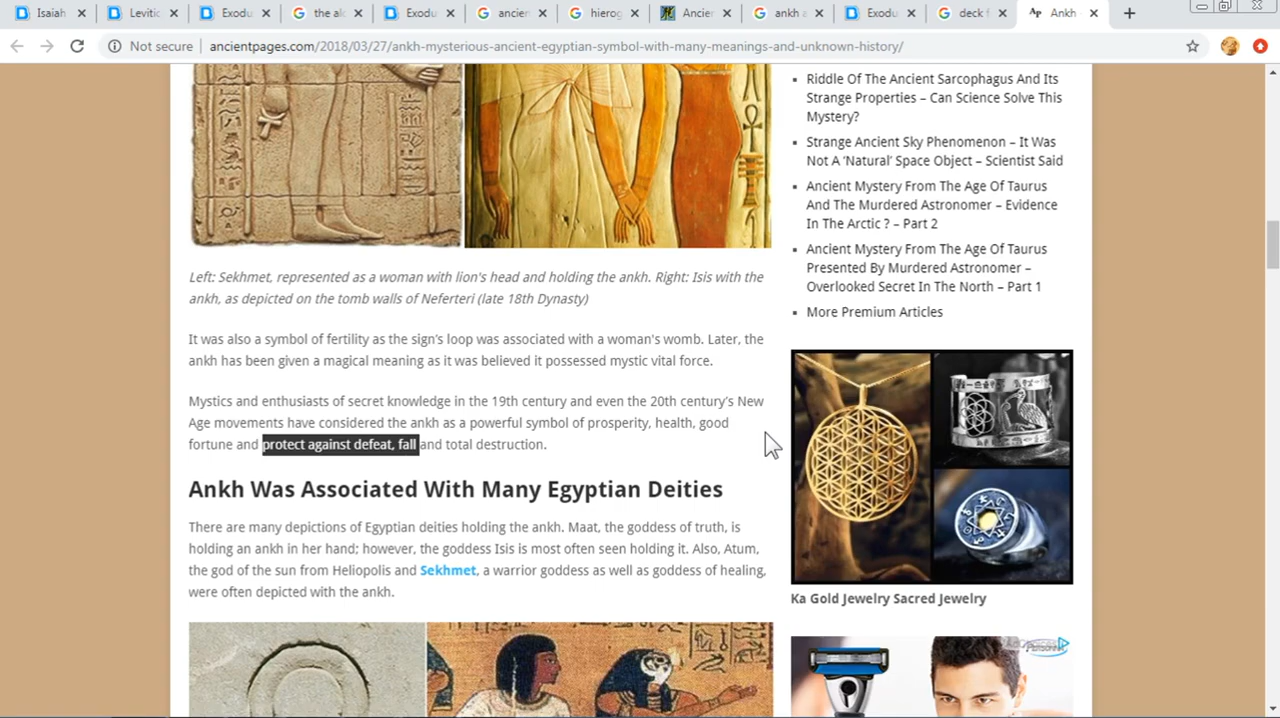 Isaiah
Levitic
Exodu
the al
Exodu
ancien
hierog
Ancier
ankh a
Exodu
deck f
Ankh -
Not secure
ancientpages.com/2018/03/27/ankh-mysterious-ancient-egyptian-symbol-with-many-meanings-and-unknown-history/
Left: Sekhmet, represented as a woman with lion's head and holding the ankh. Right: Isis with the
ankh, as depicted on the tomb walls of Neferteri (late 18th Dynasty)
It was also a symbol of fertility as the sign's loop was associated with a woman's womb. Later, the
ankh has been given a magical meaning as it was believed it possessed mystic vital force.
Mystics and enthusiasts of secret knowledge in the 19th century and even the 20th century's New
Age movements have considered the ankh as a powerful symbol of prosperity, health, good
fortune and protect against defeat, fall and total destruction.
Ankh Was Associated With Many Egyptian Deities
There are many depictions of Egyptian deities holding the ankh. Maat, the goddess of truth, is
holding an ankh in her hand; however, the goddess Isis is most often seen holding it. Also, Atum,
the god of the sun from Heliopolis and Sekhmet, a warrior goddess as well as goddess of healing,
were often depicted with the ankh.
Riddle Of The Ancient Sarcophagus And Its
Strange Properties – Can Science Solve This
Mystery?
Strange Ancient Sky Phenomenon – It Was
Not A ‘Natural’ Space Object – Scientist Said
Ancient Mystery From The Age Of Taurus
And The Murdered Astronomer – Evidence
In The Arctic ? – Part 2
Ancient Mystery From The Age Of Taurus
Presented By Murdered Astronomer –
Overlooked Secret In The North – Part 1
More Premium Articles
Ka Gold Jewelry Sacred Jewelry